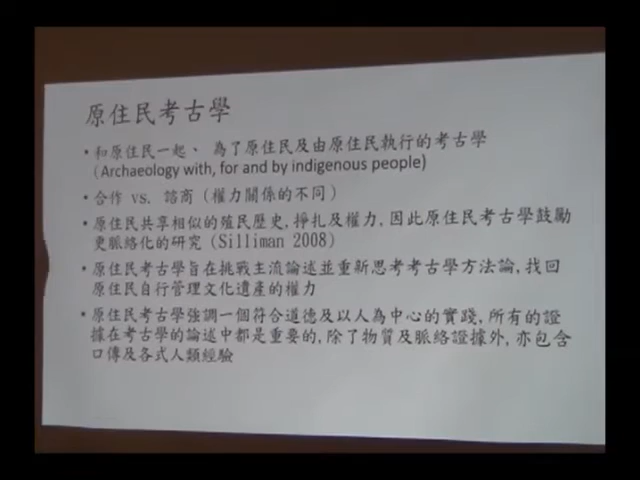 原住民考古學
•和原住民一起、為了原住民及由原住民執行的考古學
(Archaeology with, for and by indigenous people)
•合作 vs. 諮商 (權力關係的不同)
•原住民共享相似的殖民歷史,掙扎及權力,因此原住民考古學鼓勵
更脈絡化的研究 (Silliman 2008)
•原住民考古學旨在挑戰主流論述並重新思考考古學方法論,找回
原住民自行管理文化遺產的權力
•原住民考古學強調一個符合道德及以人為中心的實踐,所有的證
據在考古學的論述中都是重要的,除了物質及脈絡證據外,亦包含
口傳及各式人類經驗